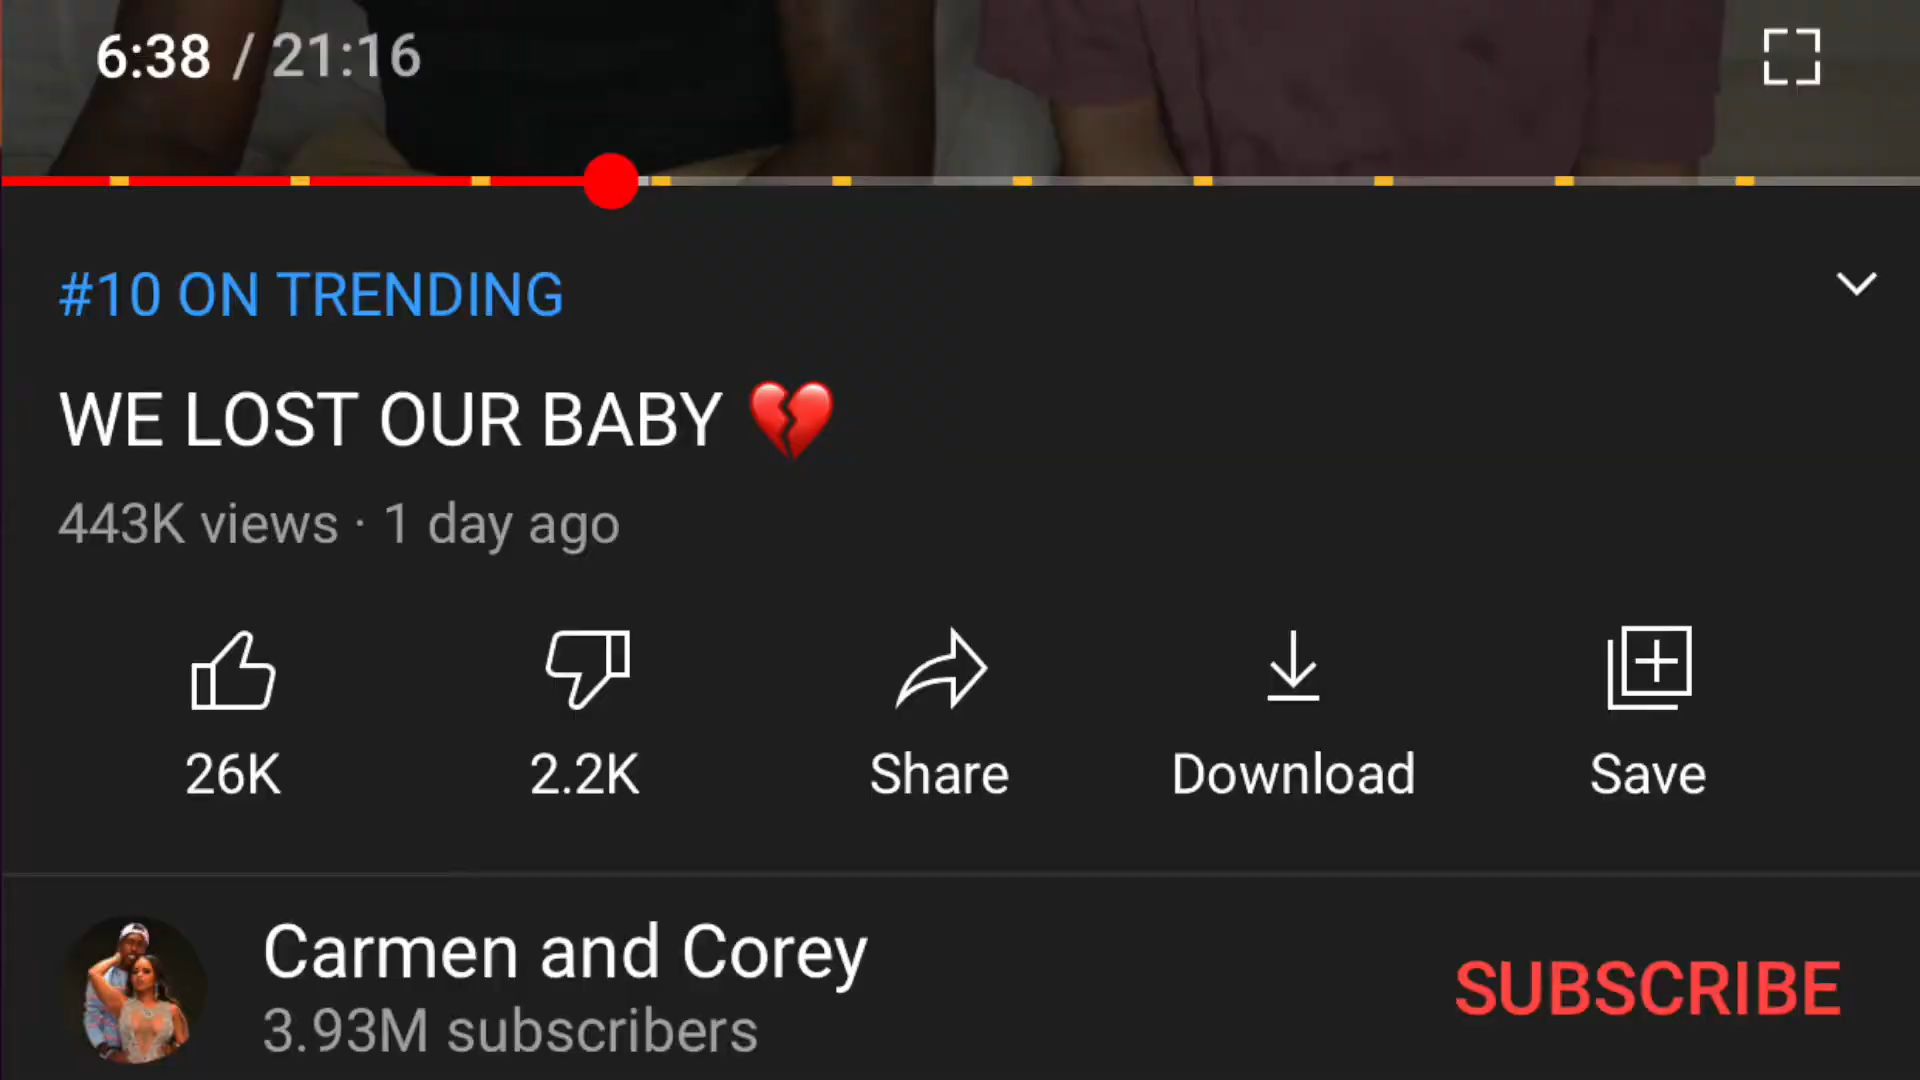 6:38 / 21:16
#10 ON TRENDING
WE LOST OUR BABY 💔
443K views · 1 day ago
26K 2.2K Share Download Save
Carmen and Corey
3.93M subscribers
SUBSCRIBE